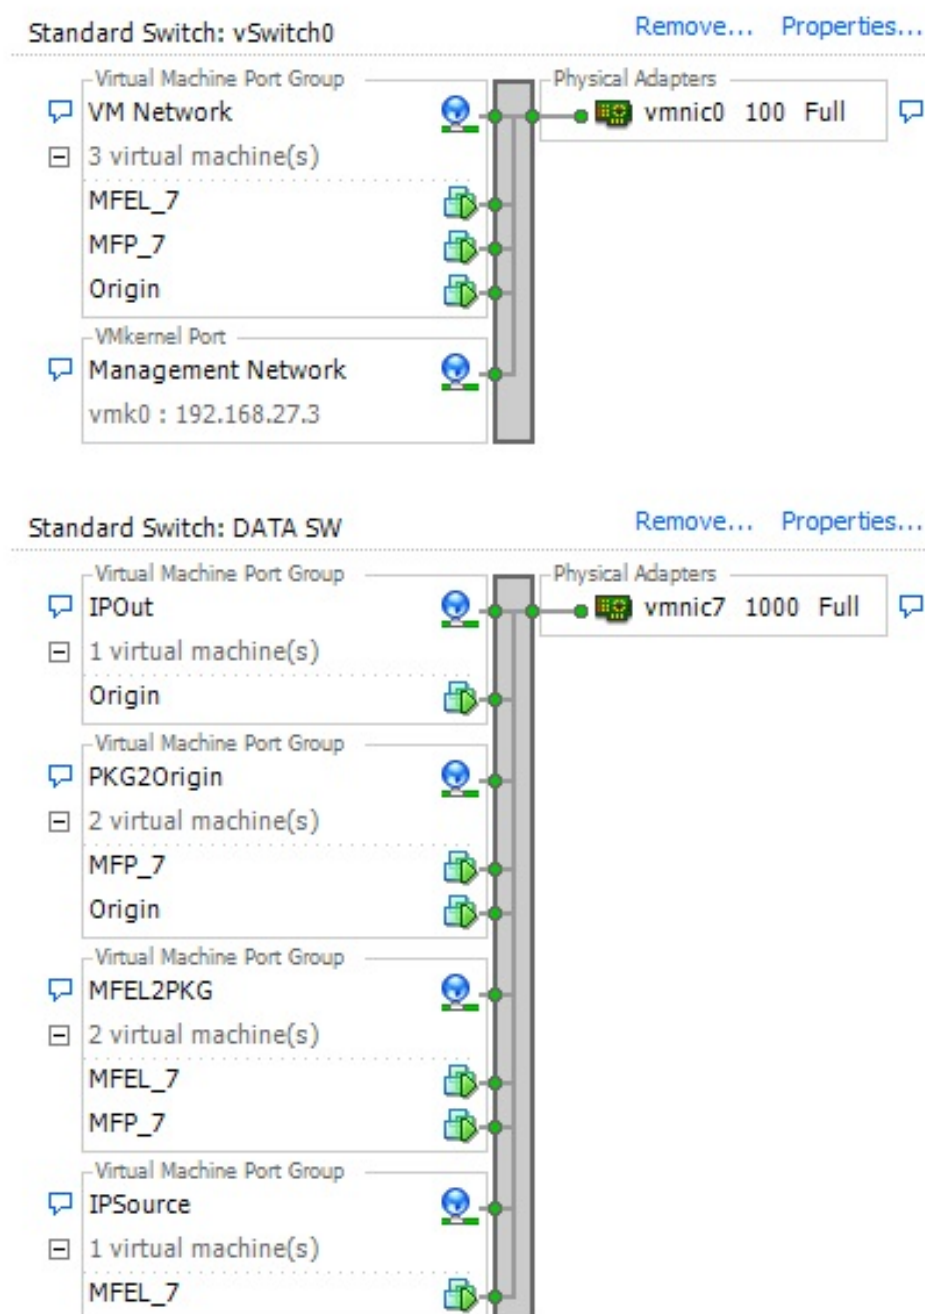 Standard Switch: vSwitch0 Remove... Properties...
Virtual Machine Port Group Physical Adapters
VM Network vmnic0 100 Full
3 virtual machine(s)
MFEL_7
MFP_7
Origin
VMkernel Port
Management Network
vmk0 : 192.168.27.3
Standard Switch: DATA SW Remove... Properties...
Virtual Machine Port Group Physical Adapters
IPOut vmnic7 1000 Full
1 virtual machine(s)
Origin
Virtual Machine Port Group
PKG2Origin
2 virtual machine(s)
MFP_7
Origin
Virtual Machine Port Group
MFEL2PKG
2 virtual machine(s)
MFEL_7
MFP_7
Virtual Machine Port Group
IPSource
1 virtual machine(s)
MFEL_7